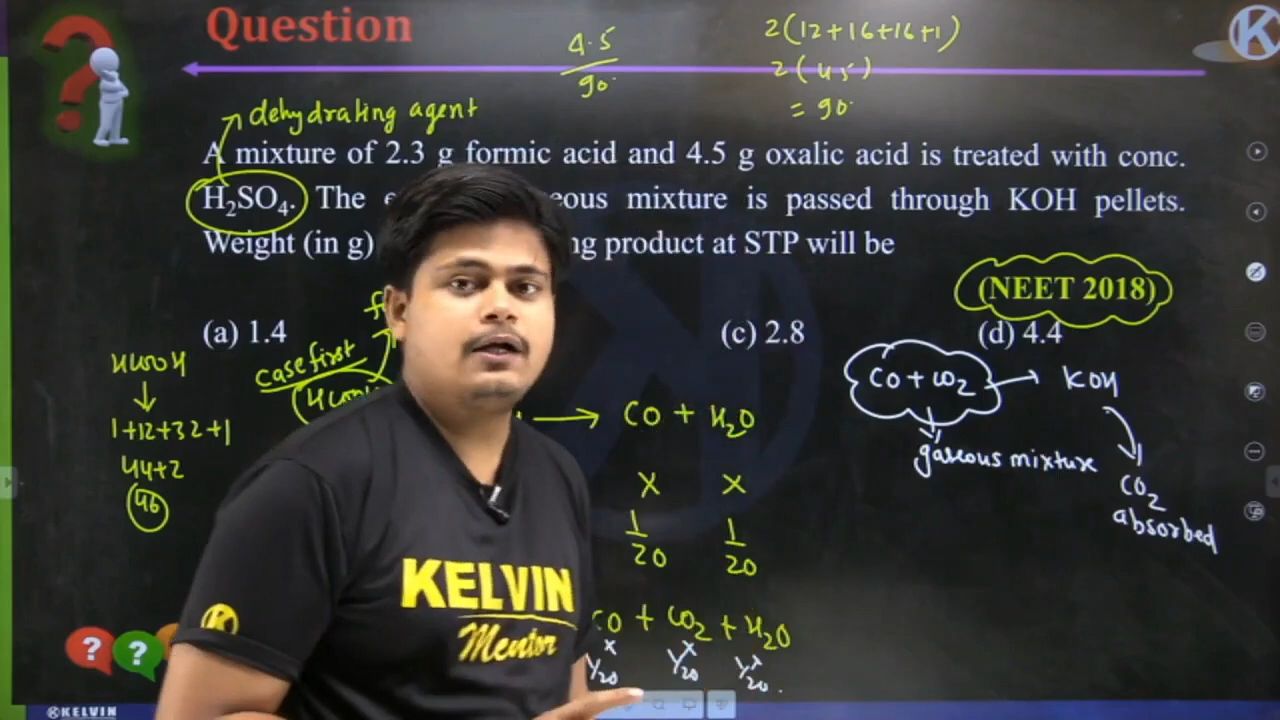 Question
4.5
90
2(12+16+16+1)
2(45)
= 90
dehydrating agent
A mixture of 2.3 g formic acid and 4.5 g oxalic acid is treated with conc.
H₂SO₄. The eous mixture is passed through KOH pellets.
Weight (in g) ng product at STP will be
(NEET 2018)
(a) 1.4
(c) 2.8
(d) 4.4
case first
HCOOH
1+12+32+1
44+2
46
CO + H₂O
x x
1/20 1/20
CO + CO₂ + H₂O
x x x
1/20 1/20 1/20
CO + CO₂ → KOH
gaseous mixture
CO₂
absorbed
KELVIN
Mentor
K
? ?
KELVIN